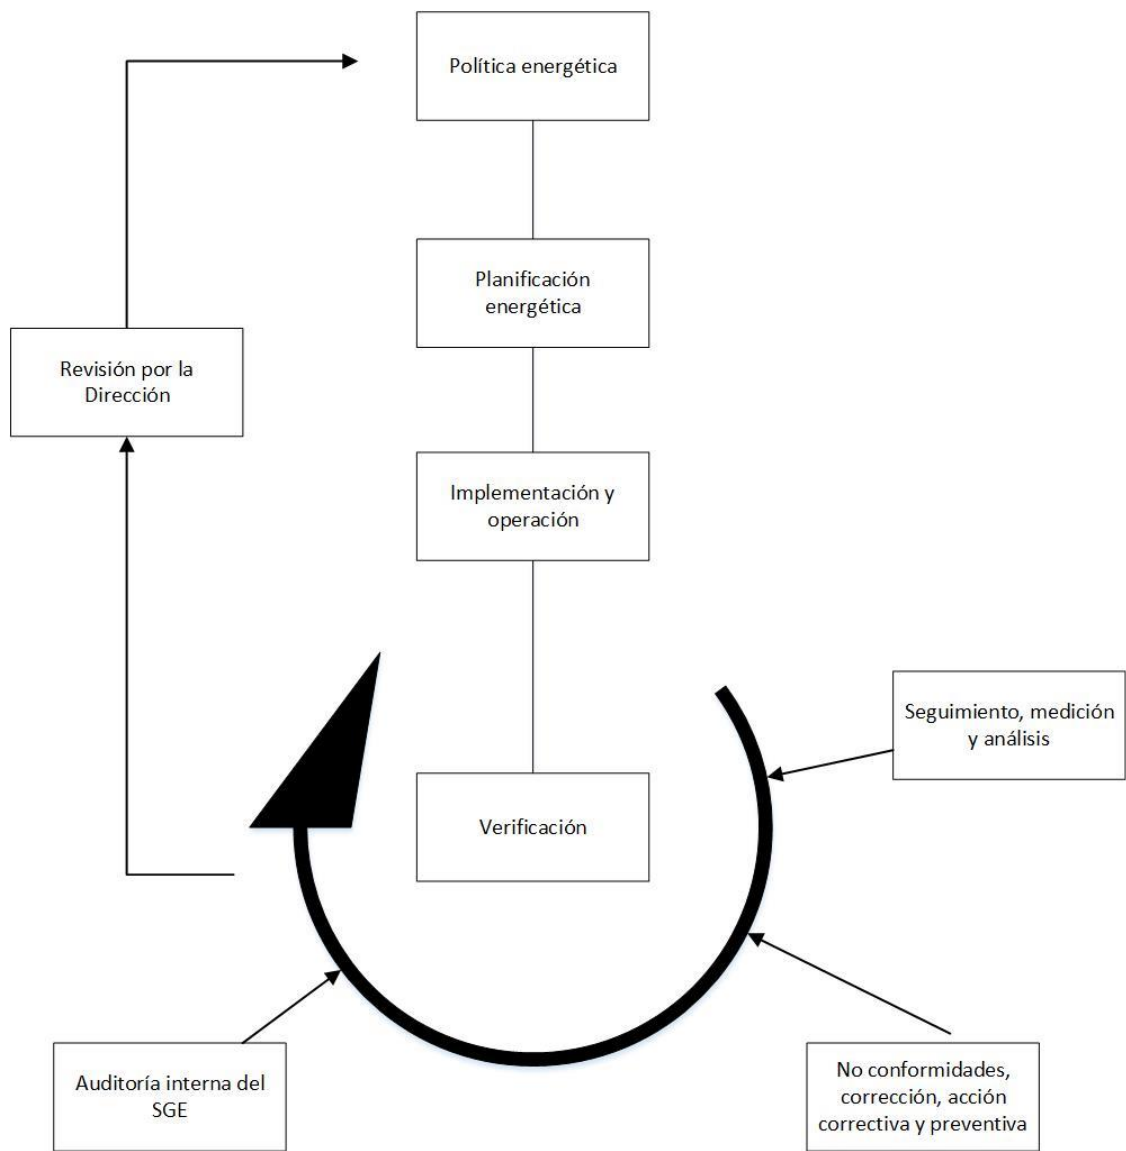 Política energética
Planificación
energética
Revisión por la
Dirección
Implementación y
operación
Seguimiento, medición
y análisis
Verificación
Auditoría interna del
SGE
No conformidades,
corrección, acción
correctiva y preventiva